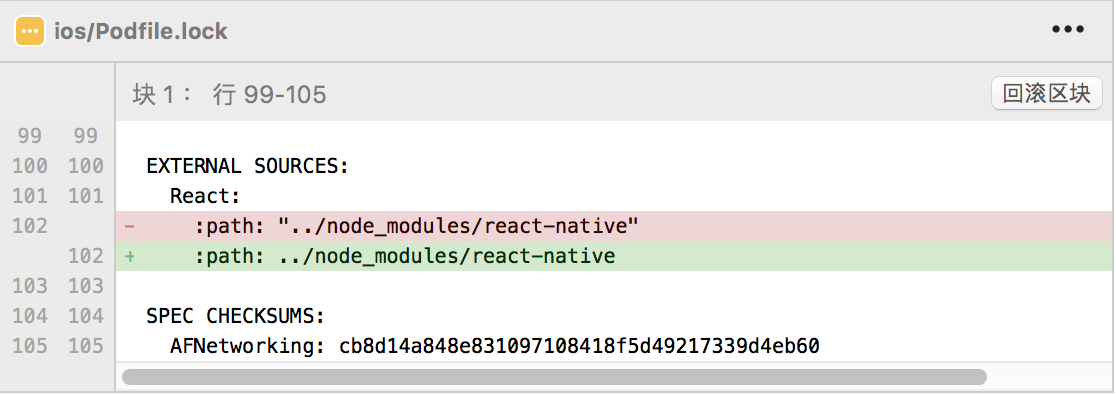 ios/Podfile.lock
块 1： 行 99-105
回滚区块
99 99
100 100 EXTERNAL SOURCES:
101 101 React:
102 - :path: "../node_modules/react-native"
102 + :path: ../node_modules/react-native
103 103
104 104 SPEC CHECKSUMS:
105 105 AFNetworking: cb8d14a848e831097108418f5d49217339d4eb60